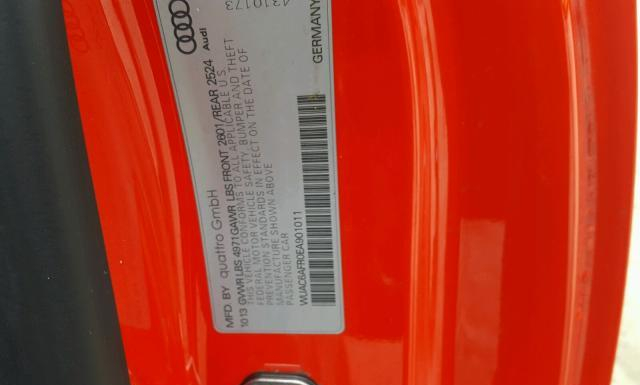 MFD. BY quattro GmbH
Audi
1013 GVWR LBS 4971 GAWR LBS FRONT 2601/REAR 2524
THIS VEHICLE CONFORMS TO ALL APPLICABLE U.S.
FEDERAL MOTOR VEHICLE SAFETY, BUMPER AND THEFT
PREVENTION STANDARDS IN EFFECT ON THE DATE OF
MANUFACTURE SHOWN ABOVE
PASSENGER CAR
WUAC6AFR0EA901011
4310173
GERMANY